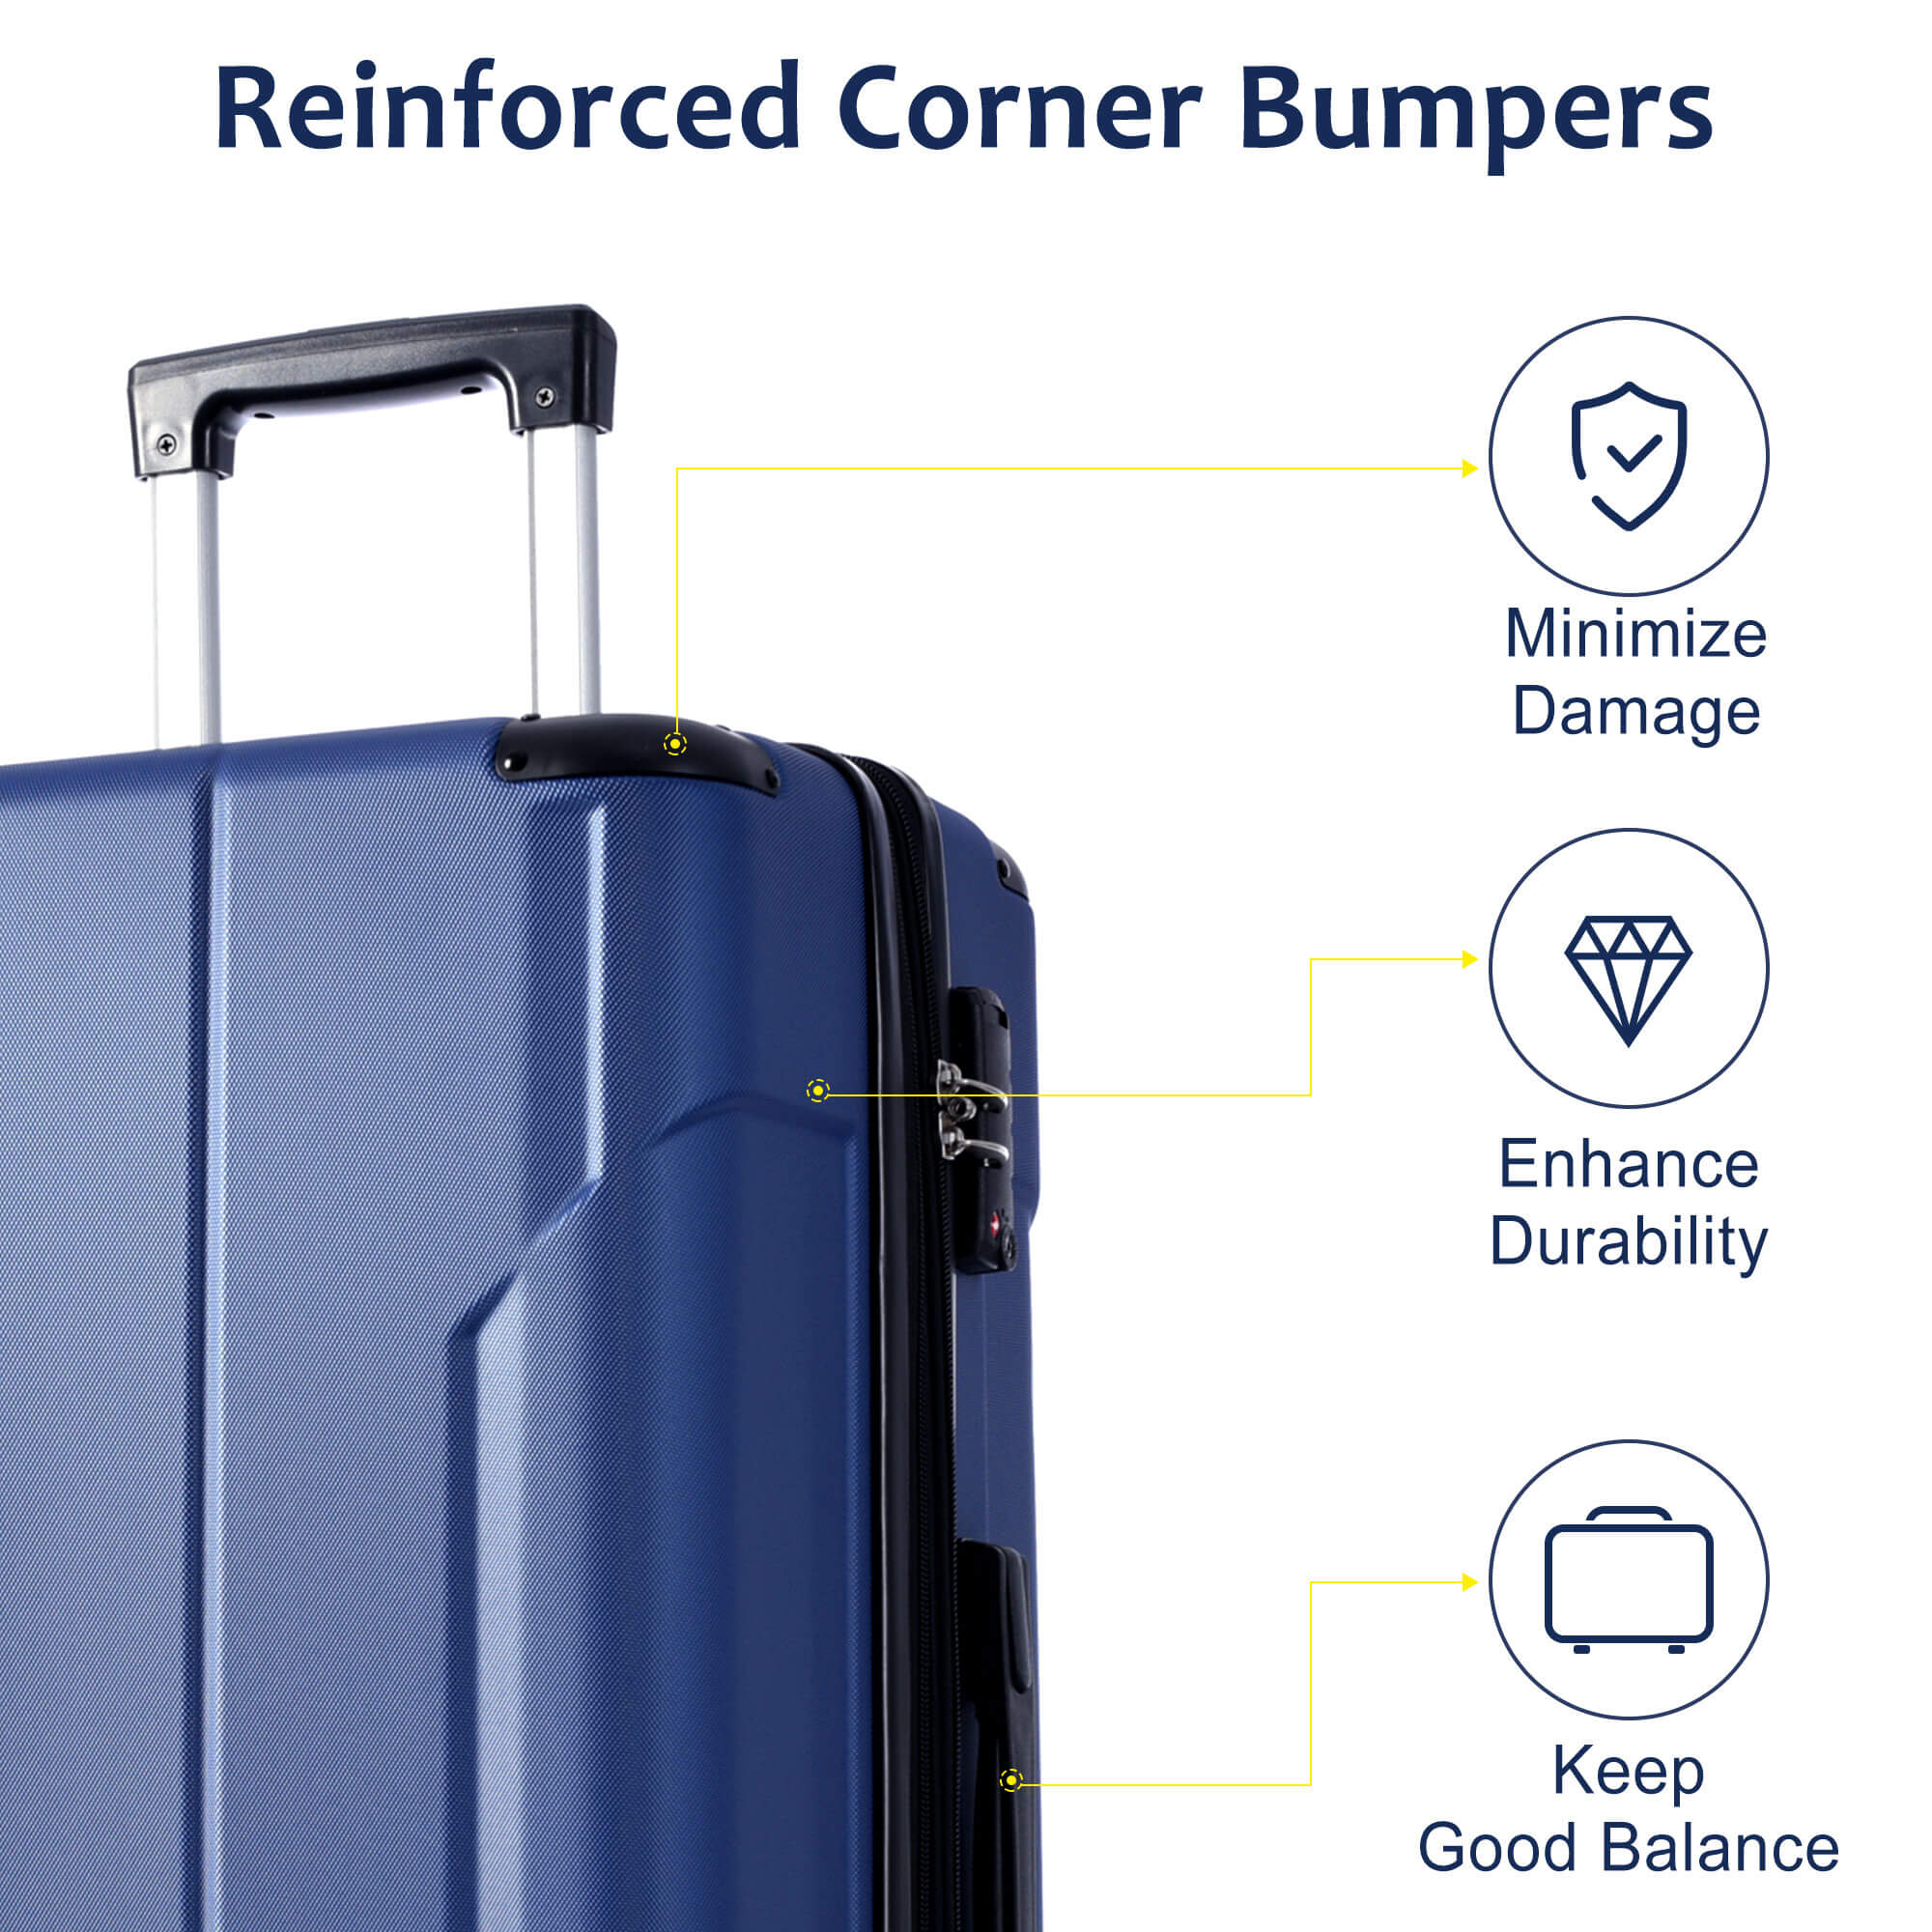 Reinforced Corner Bumpers
Minimize
Damage
Enhance
Durability
Keep
Good Balance